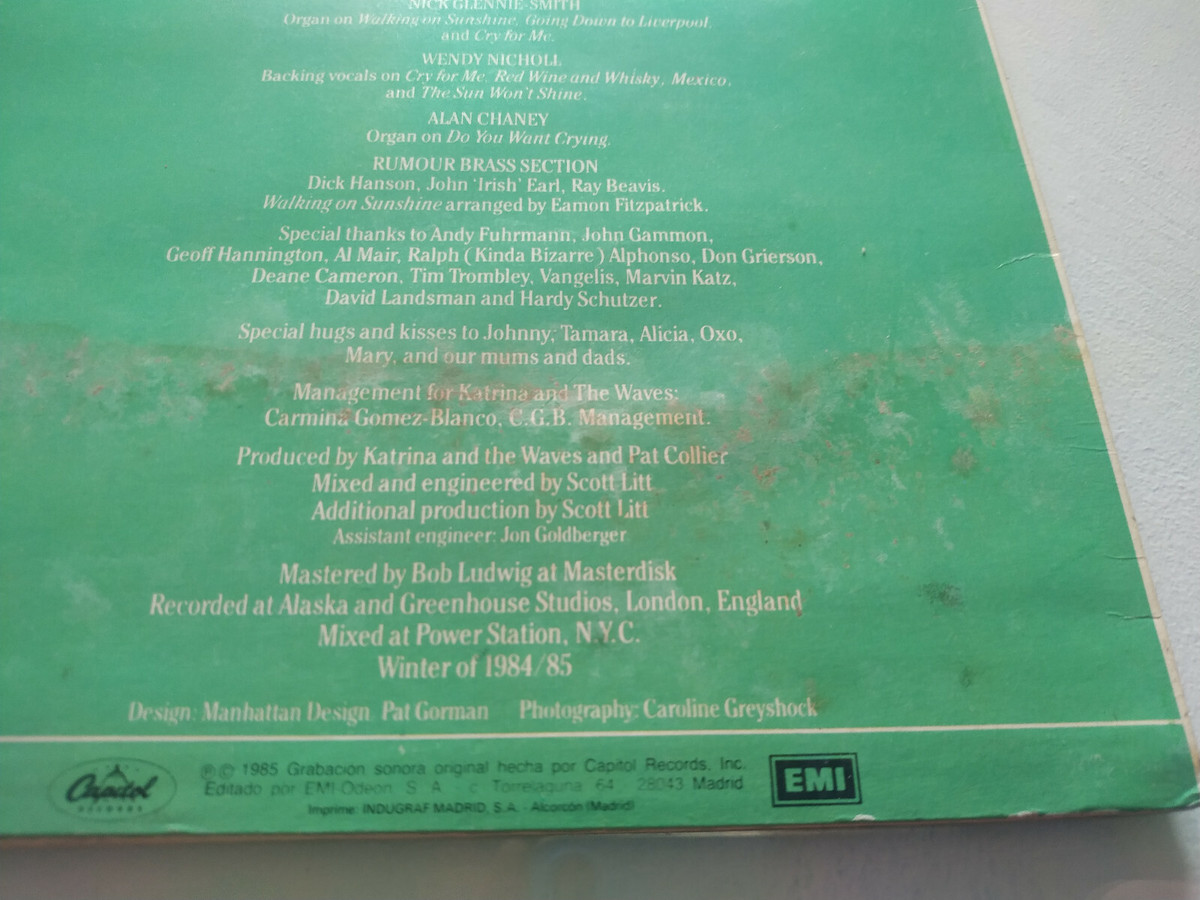 NICK GLENNIE-SMITH
Organ on Walking on Sunshine, Going Down to Liverpool,
and Cry for Me.
WENDY NICHOLL
Backing vocals on Cry for Me, Red Wine and Whisky, Mexico,
and The Sun Won't Shine.
ALAN CHANEY
Organ on Do You Want Crying.
RUMOUR BRASS SECTION
Dick Hanson, John 'Irish' Earl, Ray Beavis.
Walking on Sunshine arranged by Eamon Fitzpatrick.
Special thanks to Andy Fuhrmann, John Gammon,
Geoff Hannington, Al Mair, Ralph (Kinda Bizarre) Alphonso, Don Grierson,
Deane Cameron, Tim Trombley, Vangelis, Marvin Katz,
David Landsman and Hardy Schutzer.
Special hugs and kisses to Johnny, Tamara, Alicia, Oxo,
Mary, and our mums and dads.
Management for Katrina and The Waves:
Carmina Gomez-Blanco, C.G.B. Management.
Produced by Katrina and the Waves and Pat Collier
Mixed and engineered by Scott Litt
Additional production by Scott Litt
Assistant engineer: Jon Goldberger
Mastered by Bob Ludwig at Masterdisk
Recorded at Alaska and Greenhouse Studios, London, England
Mixed at Power Station, N.Y.C.
Winter of 1984/85
Design: Manhattan Design, Pat Gorman Photography: Caroline Greyshock
Capitol
RECORDS
℗ © 1985 Grabacion sonora original hecha por Capitol Records, Inc.
Editado por EMI-Odeon, S. A. c Torrelaguna 64 28043 Madrid
Imprime: INDUGRAF MADRID, S.A. - Alcorcón (Madrid)
EMI